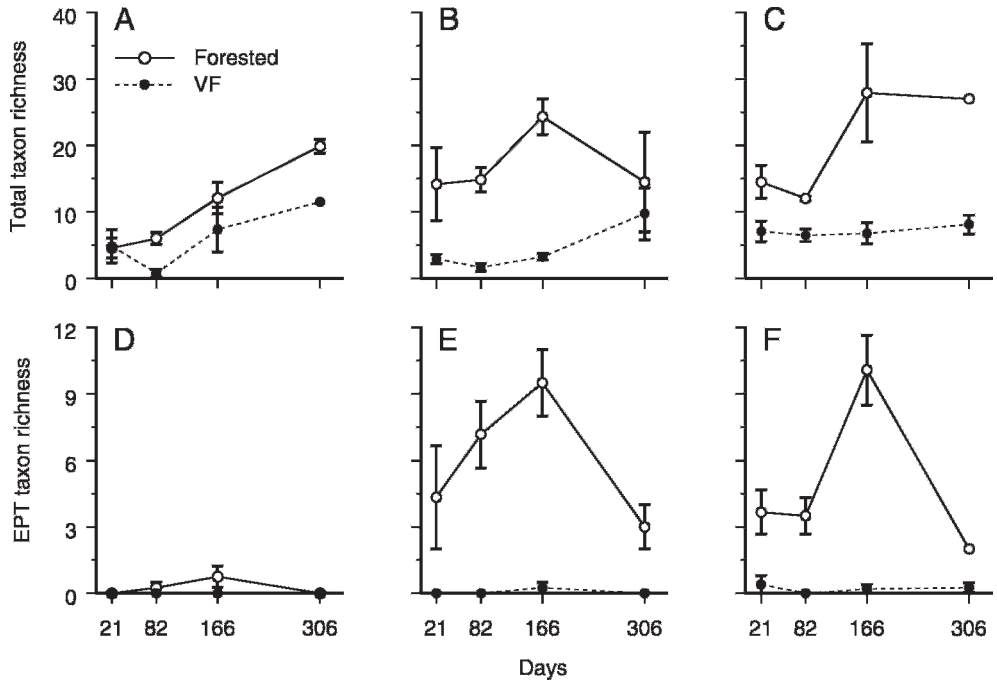 A
B
C
Total taxon richness
40
30
20
10
0
Forested
VF
D
E
F
EPT taxon richness
12
9
6
3
0
21 82 166 306
21 82 166 306
21 82 166 306
Days